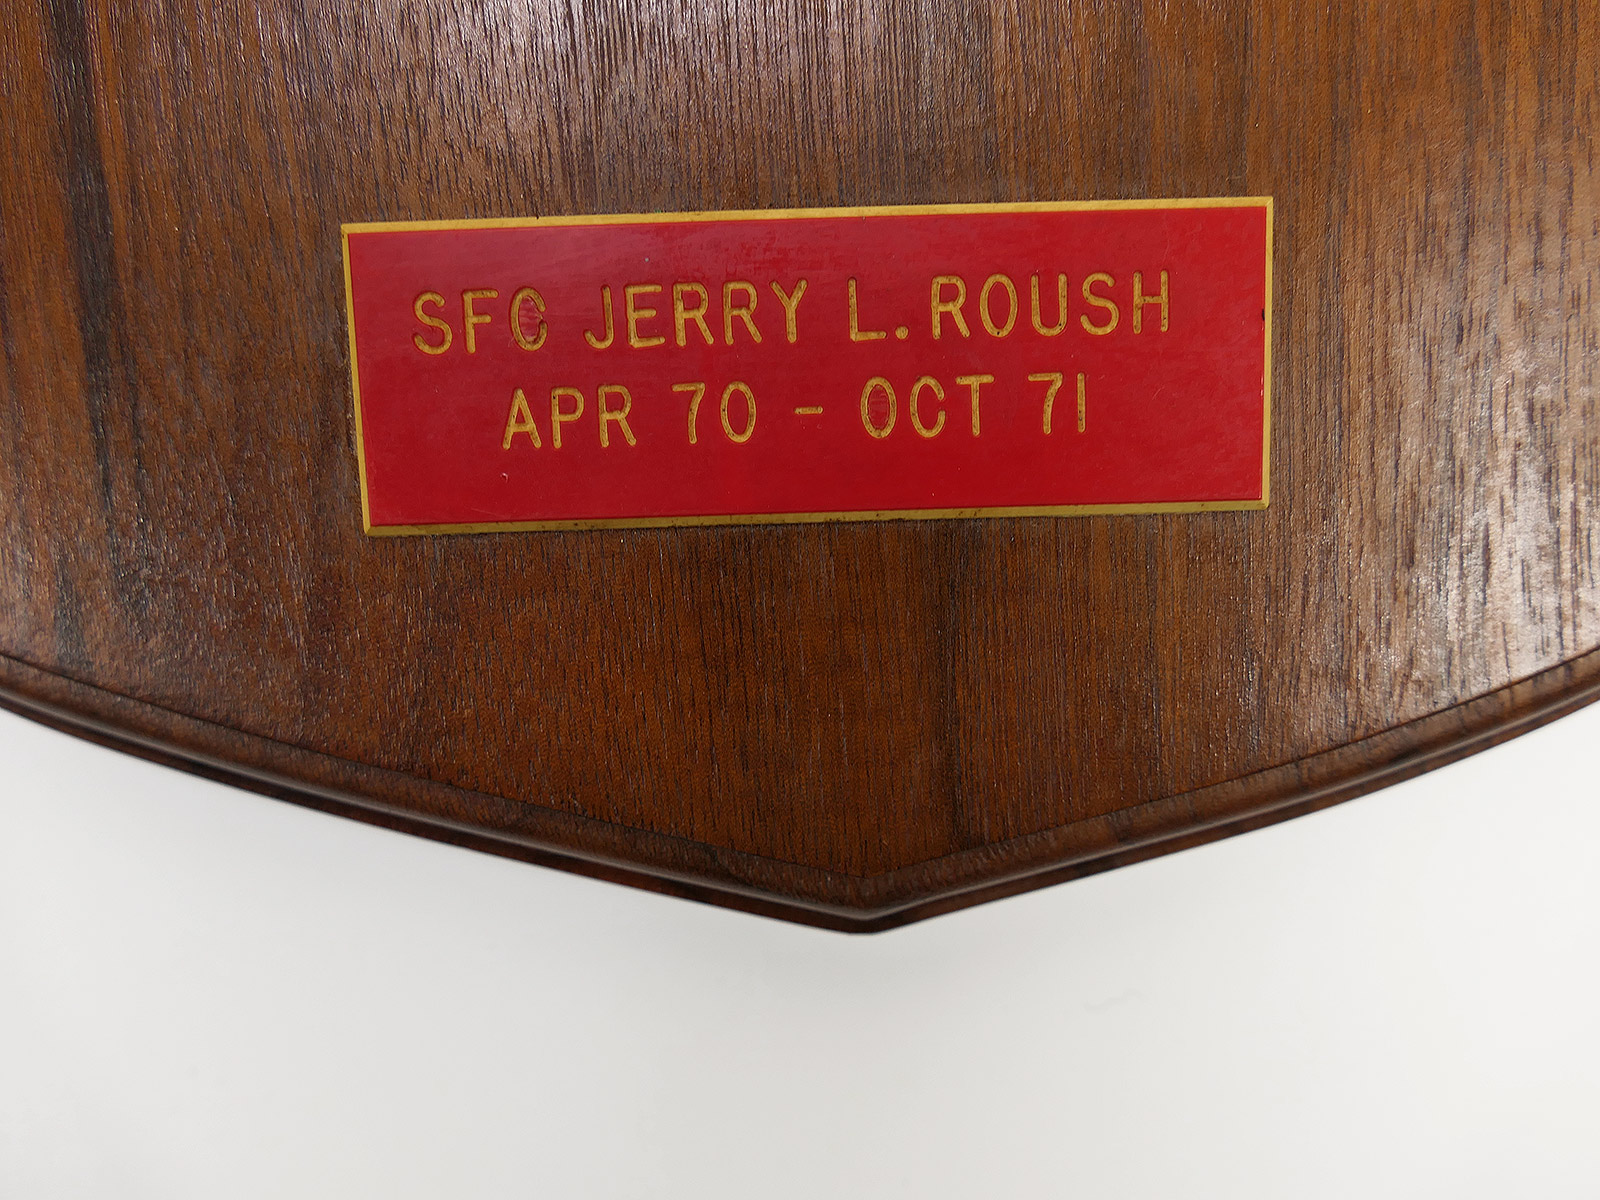 SFC JERRY L. ROUSH
APR 70 - OCT 71